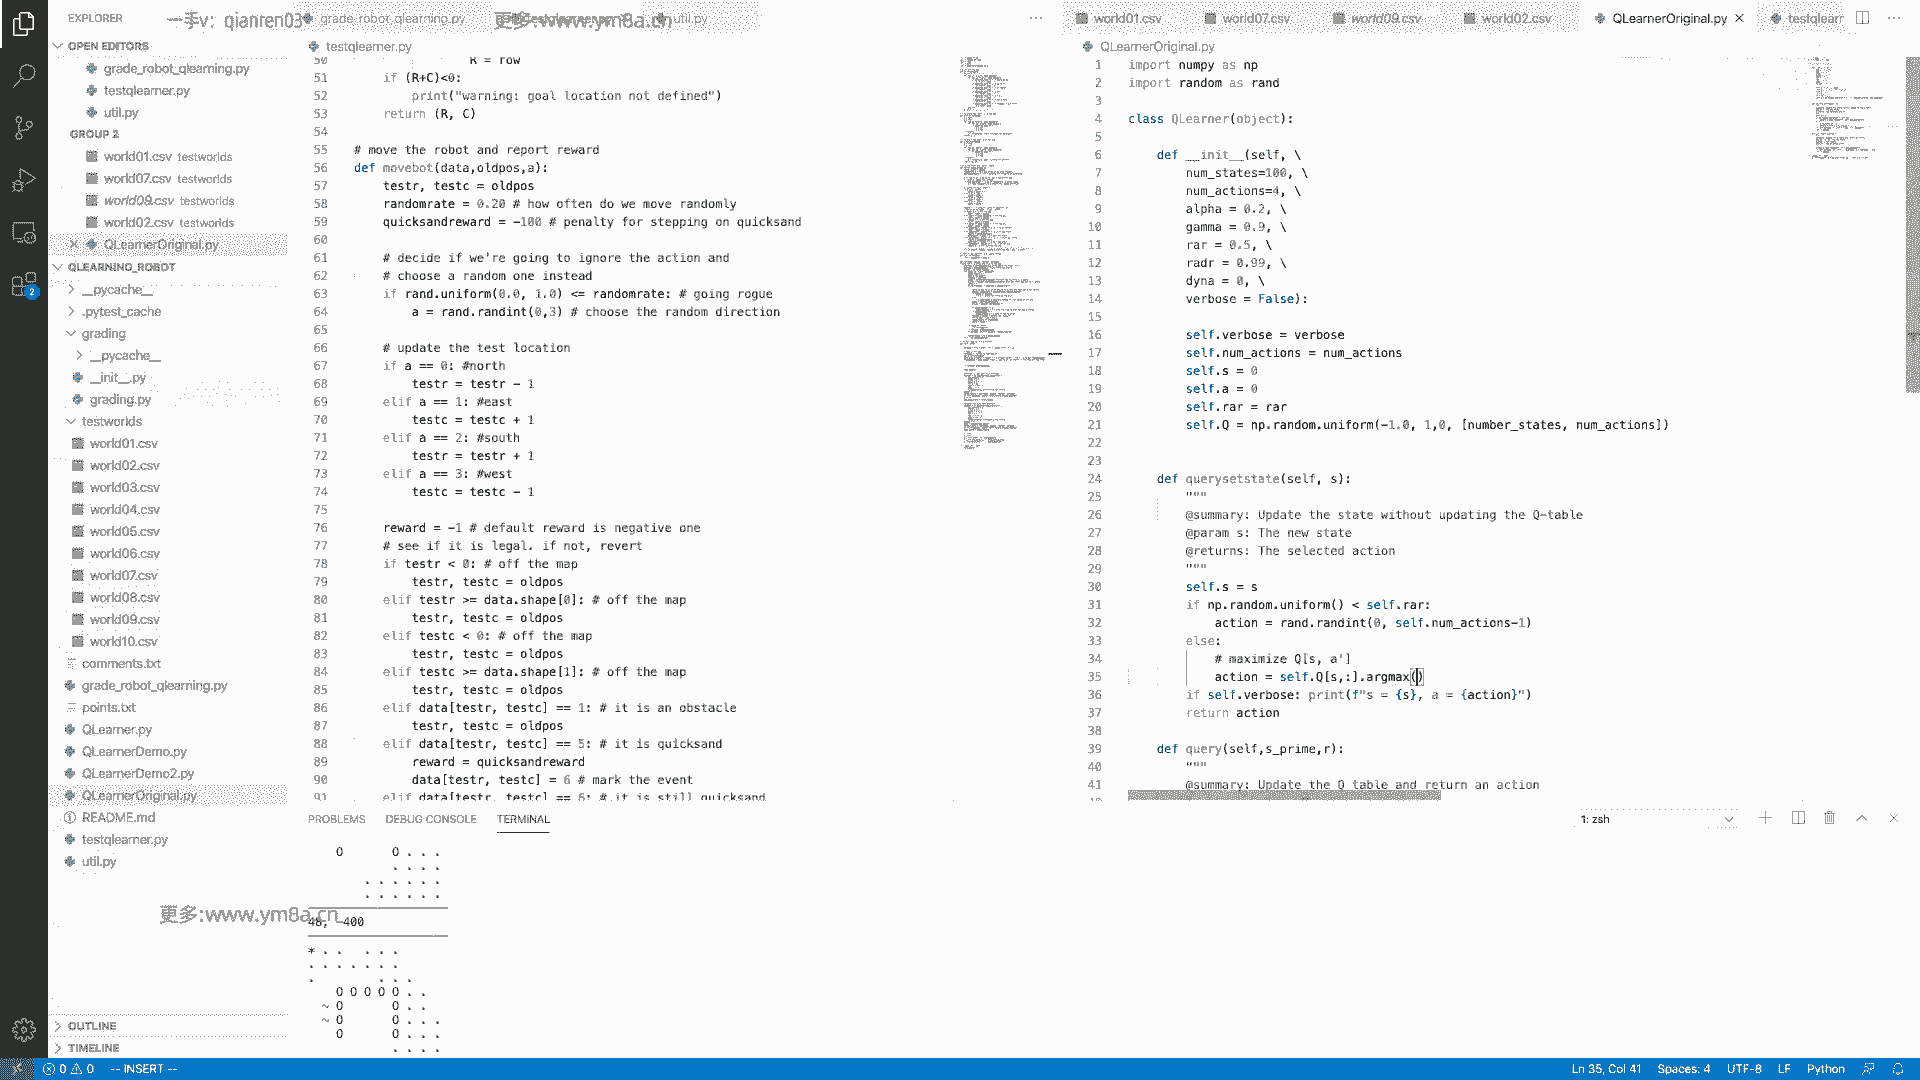 EXPLORER
一手v: qianren03
grade_robot_qlearning.py
更多:www.ym8a.cn
util.py
world01.csv
world07.csv
world09.csv
world02.csv
QLearnerOriginal.py
testqlearr
OPEN EDITORS
grade_robot_qlearning.py
testqlearner.py
util.py
GROUP 2
world01.csv testworlds
world07.csv testworlds
world09.csv testworlds
world02.csv testworlds
QLearnerOriginal.py
QLEARNING_ROBOT
__pycache__
.pytest_cache
grading
__pycache__
__init__.py
grading.py
testworlds
world01.csv
world02.csv
world03.csv
world04.csv
world05.csv
world06.csv
world07.csv
world08.csv
world09.csv
world10.csv
comments.txt
grade_robot_qlearning.py
points.txt
QLearner.py
QLearnerDemo.py
QLearnerDemo2.py
QLearnerOriginal.py
README.md
testqlearner.py
util.py
更多:www.ym8a.cn
OUTLINE
TIMELINE
testqlearner.py
50 R = row
51 if (R+C)<0:
52 print("warning: goal location not defined")
53 return (R, C)
54
55 # move the robot and report reward
56 def movebot(data,oldpos,a):
57 testr, testc = oldpos
58 randomrate = 0.20 # how often do we move randomly
59 quicksandreward = -100 # penalty for stepping on quicksand
60
61 # decide if we're going to ignore the action and
62 # choose a random one instead
63 if rand.uniform(0.0, 1.0) <= randomrate: # going rogue
64 a = rand.randint(0,3) # choose the random direction
65
66 # update the test location
67 if a == 0: #north
68 testr = testr - 1
69 elif a == 1: #east
70 testc = testc + 1
71 elif a == 2: #south
72 testr = testr + 1
73 elif a == 3: #west
74 testc = testc - 1
75
76 reward = -1 # default reward is negative one
77 # see if it is legal. if not, revert
78 if testr < 0: # off the map
79 testr, testc = oldpos
80 elif testr >= data.shape[0]: # off the map
81 testr, testc = oldpos
82 elif testc < 0: # off the map
83 testr, testc = oldpos
84 elif testc >= data.shape[1]: # off the map
85 testr, testc = oldpos
86 elif data[testr, testc] == 1: # it is an obstacle
87 testr, testc = oldpos
88 elif data[testr, testc] == 5: # it is quicksand
89 reward = quicksandreward
90 data[testr, testc] = 6 # mark the event
91 elif data[testr, testc] == 6: # it is still quicksand
QLearnerOriginal.py
1 import numpy as np
2 import random as rand
3
4 class QLearner(object):
5
6 def __init__(self, \
7 num_states=100, \
8 num_actions=4, \
9 alpha = 0.2, \
10 gamma = 0.9, \
11 rar = 0.5, \
12 radr = 0.99, \
13 dyna = 0, \
14 verbose = False):
15
16 self.verbose = verbose
17 self.num_actions = num_actions
18 self.s = 0
19 self.a = 0
20 self.rar = rar
21 self.Q = np.random.uniform(-1.0, 1,0, [number_states, num_actions])
22
23
24 def querysetstate(self, s):
25 """
26 @summary: Update the state without updating the Q-table
27 @param s: The new state
28 @returns: The selected action
29 """
30 self.s = s
31 if np.random.uniform() < self.rar:
32 action = rand.randint(0, self.num_actions-1)
33 else:
34 # maximize Q[s, a']
35 action = self.Q[s,:].argmax()
36 if self.verbose: print(f"s = {s}, a = {action}")
37 return action
38
39 def query(self,s_prime,r):
40 """
41 @summary: Update the Q table and return an action
PROBLEMS DEBUG CONSOLE TERMINAL
1: zsh
O O . . .
. . . .
. . . . . .
. . . . . .
48, -400
* . . . . .
. . . . . . .
. . . .
O O O O O . .
~ O O . .
~ O O . . .
O O . . .
. . . .
0 0 -- INSERT --
Ln 35, Col 41 Spaces: 4 UTF-8 LF Python